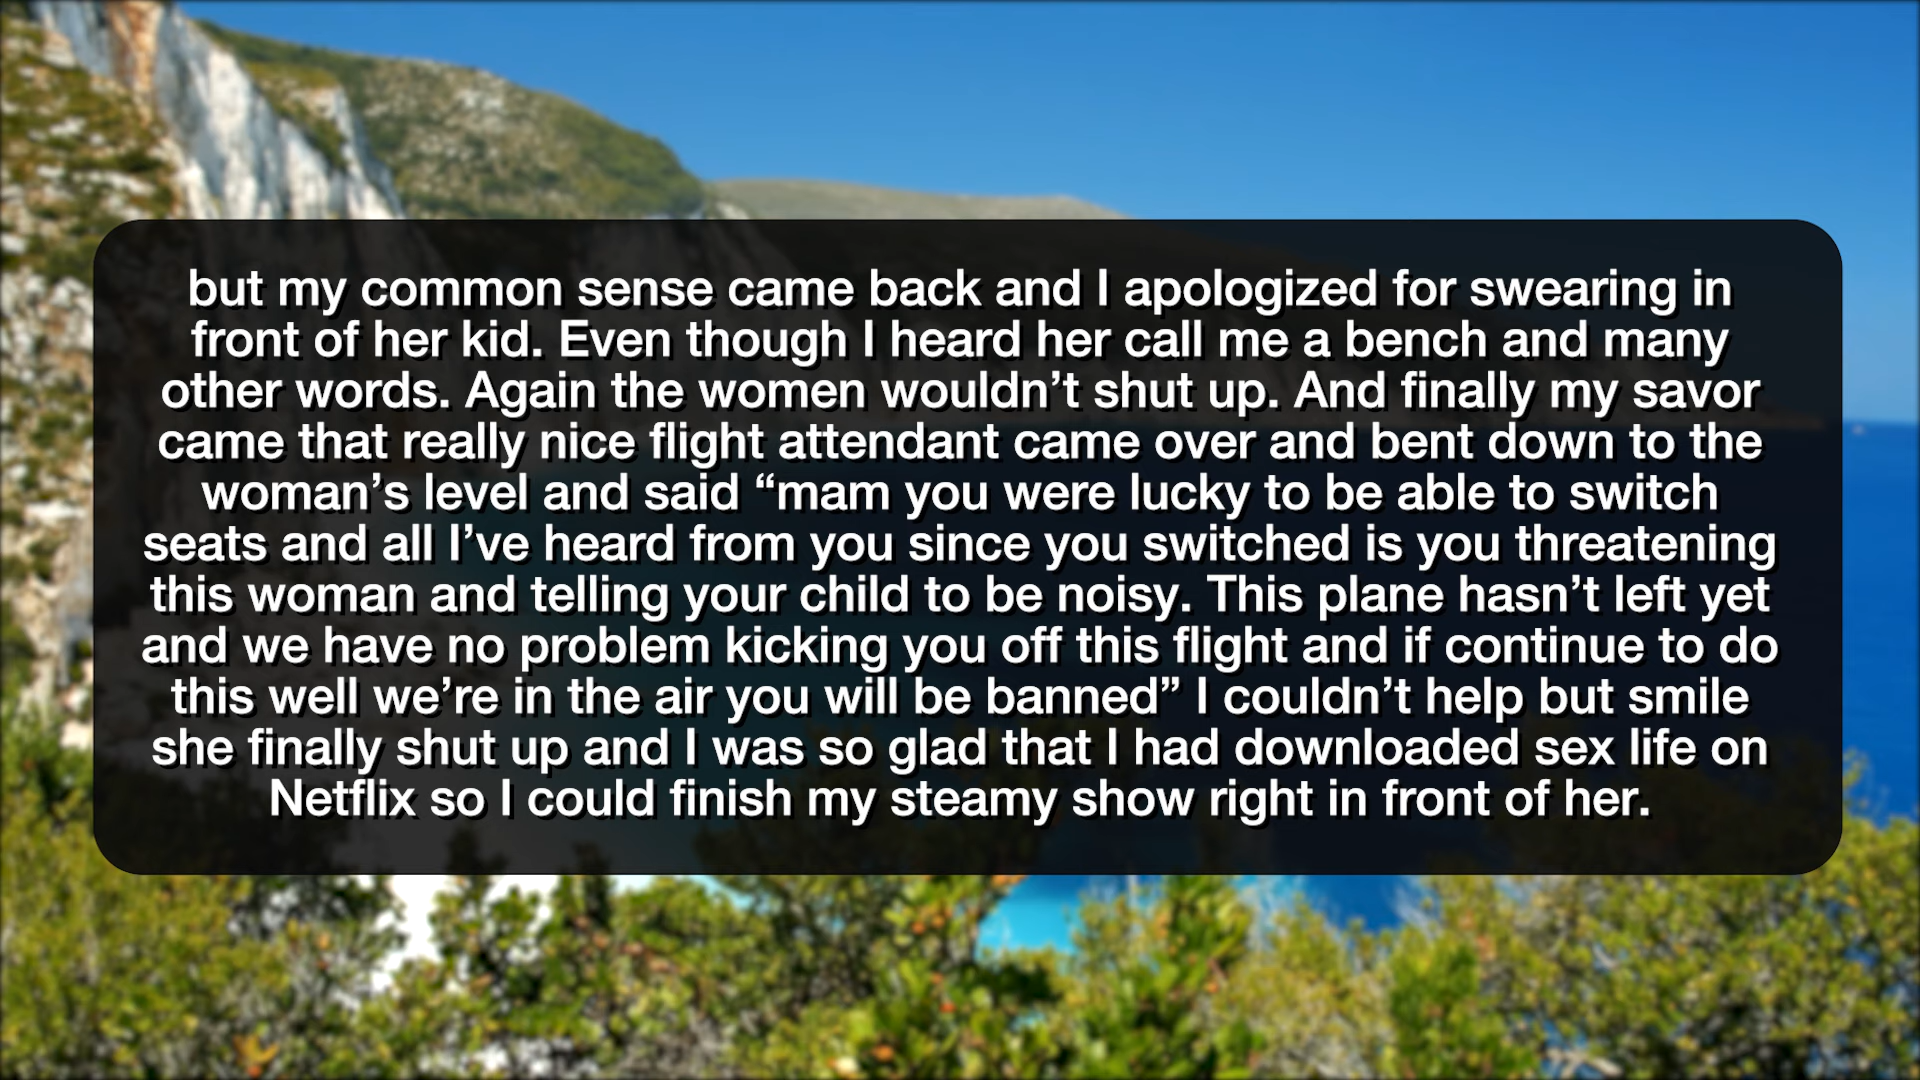 but my common sense came back and I apologized for swearing in
front of her kid. Even though I heard her call me a bench and many
other words. Again the women wouldn’t shut up. And finally my savor
came that really nice flight attendant came over and bent down to the
woman’s level and said “mam you were lucky to be able to switch
seats and all I’ve heard from you since you switched is you threatening
this woman and telling your child to be noisy. This plane hasn’t left yet
and we have no problem kicking you off this flight and if continue to do
this well we’re in the air you will be banned” I couldn’t help but smile
she finally shut up and I was so glad that I had downloaded sex life on
Netflix so I could finish my steamy show right in front of her.